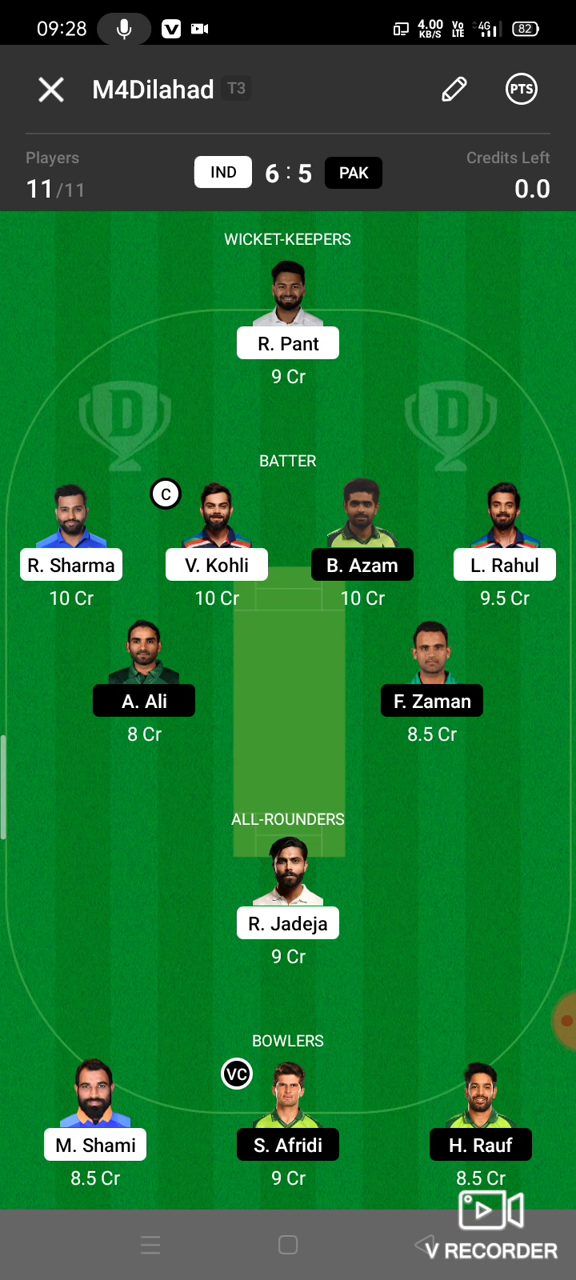 09:28 4.00 KB/S Vo LTE 4G 82
M4Dilahad T3 PTS
Players Credits Left
11/11 IND 6 : 5 PAK 0.0
WICKET-KEEPERS
R. Pant
9 Cr
D D
BATTER
C
R. Sharma V. Kohli B. Azam L. Rahul
10 Cr 10 Cr 10 Cr 9.5 Cr
A. Ali F. Zaman
8 Cr 8.5 Cr
ALL-ROUNDERS
R. Jadeja
9 Cr
BOWLERS
VC
M. Shami S. Afridi H. Rauf
8.5 Cr 9 Cr 8.5 Cr
V RECORDER